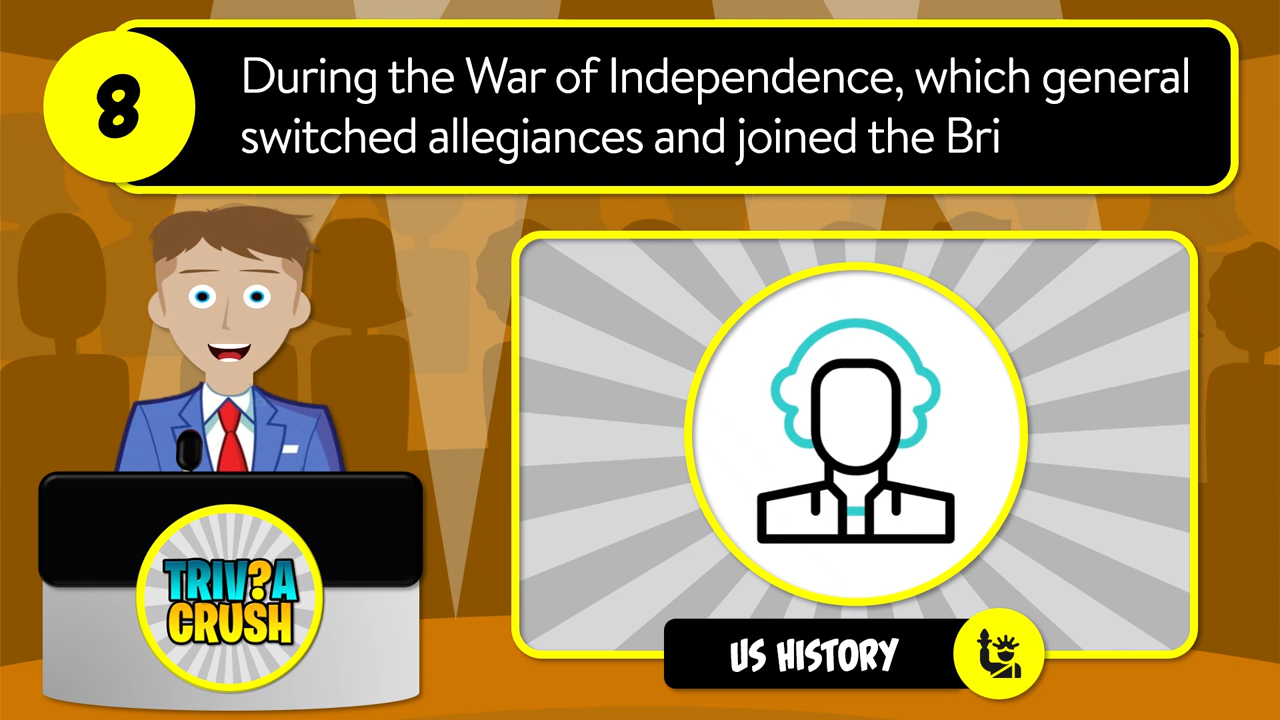 8
During the War of Independence, which general
switched allegiances and joined the Bri
TRIV?A
CRUSH
US HISTORY